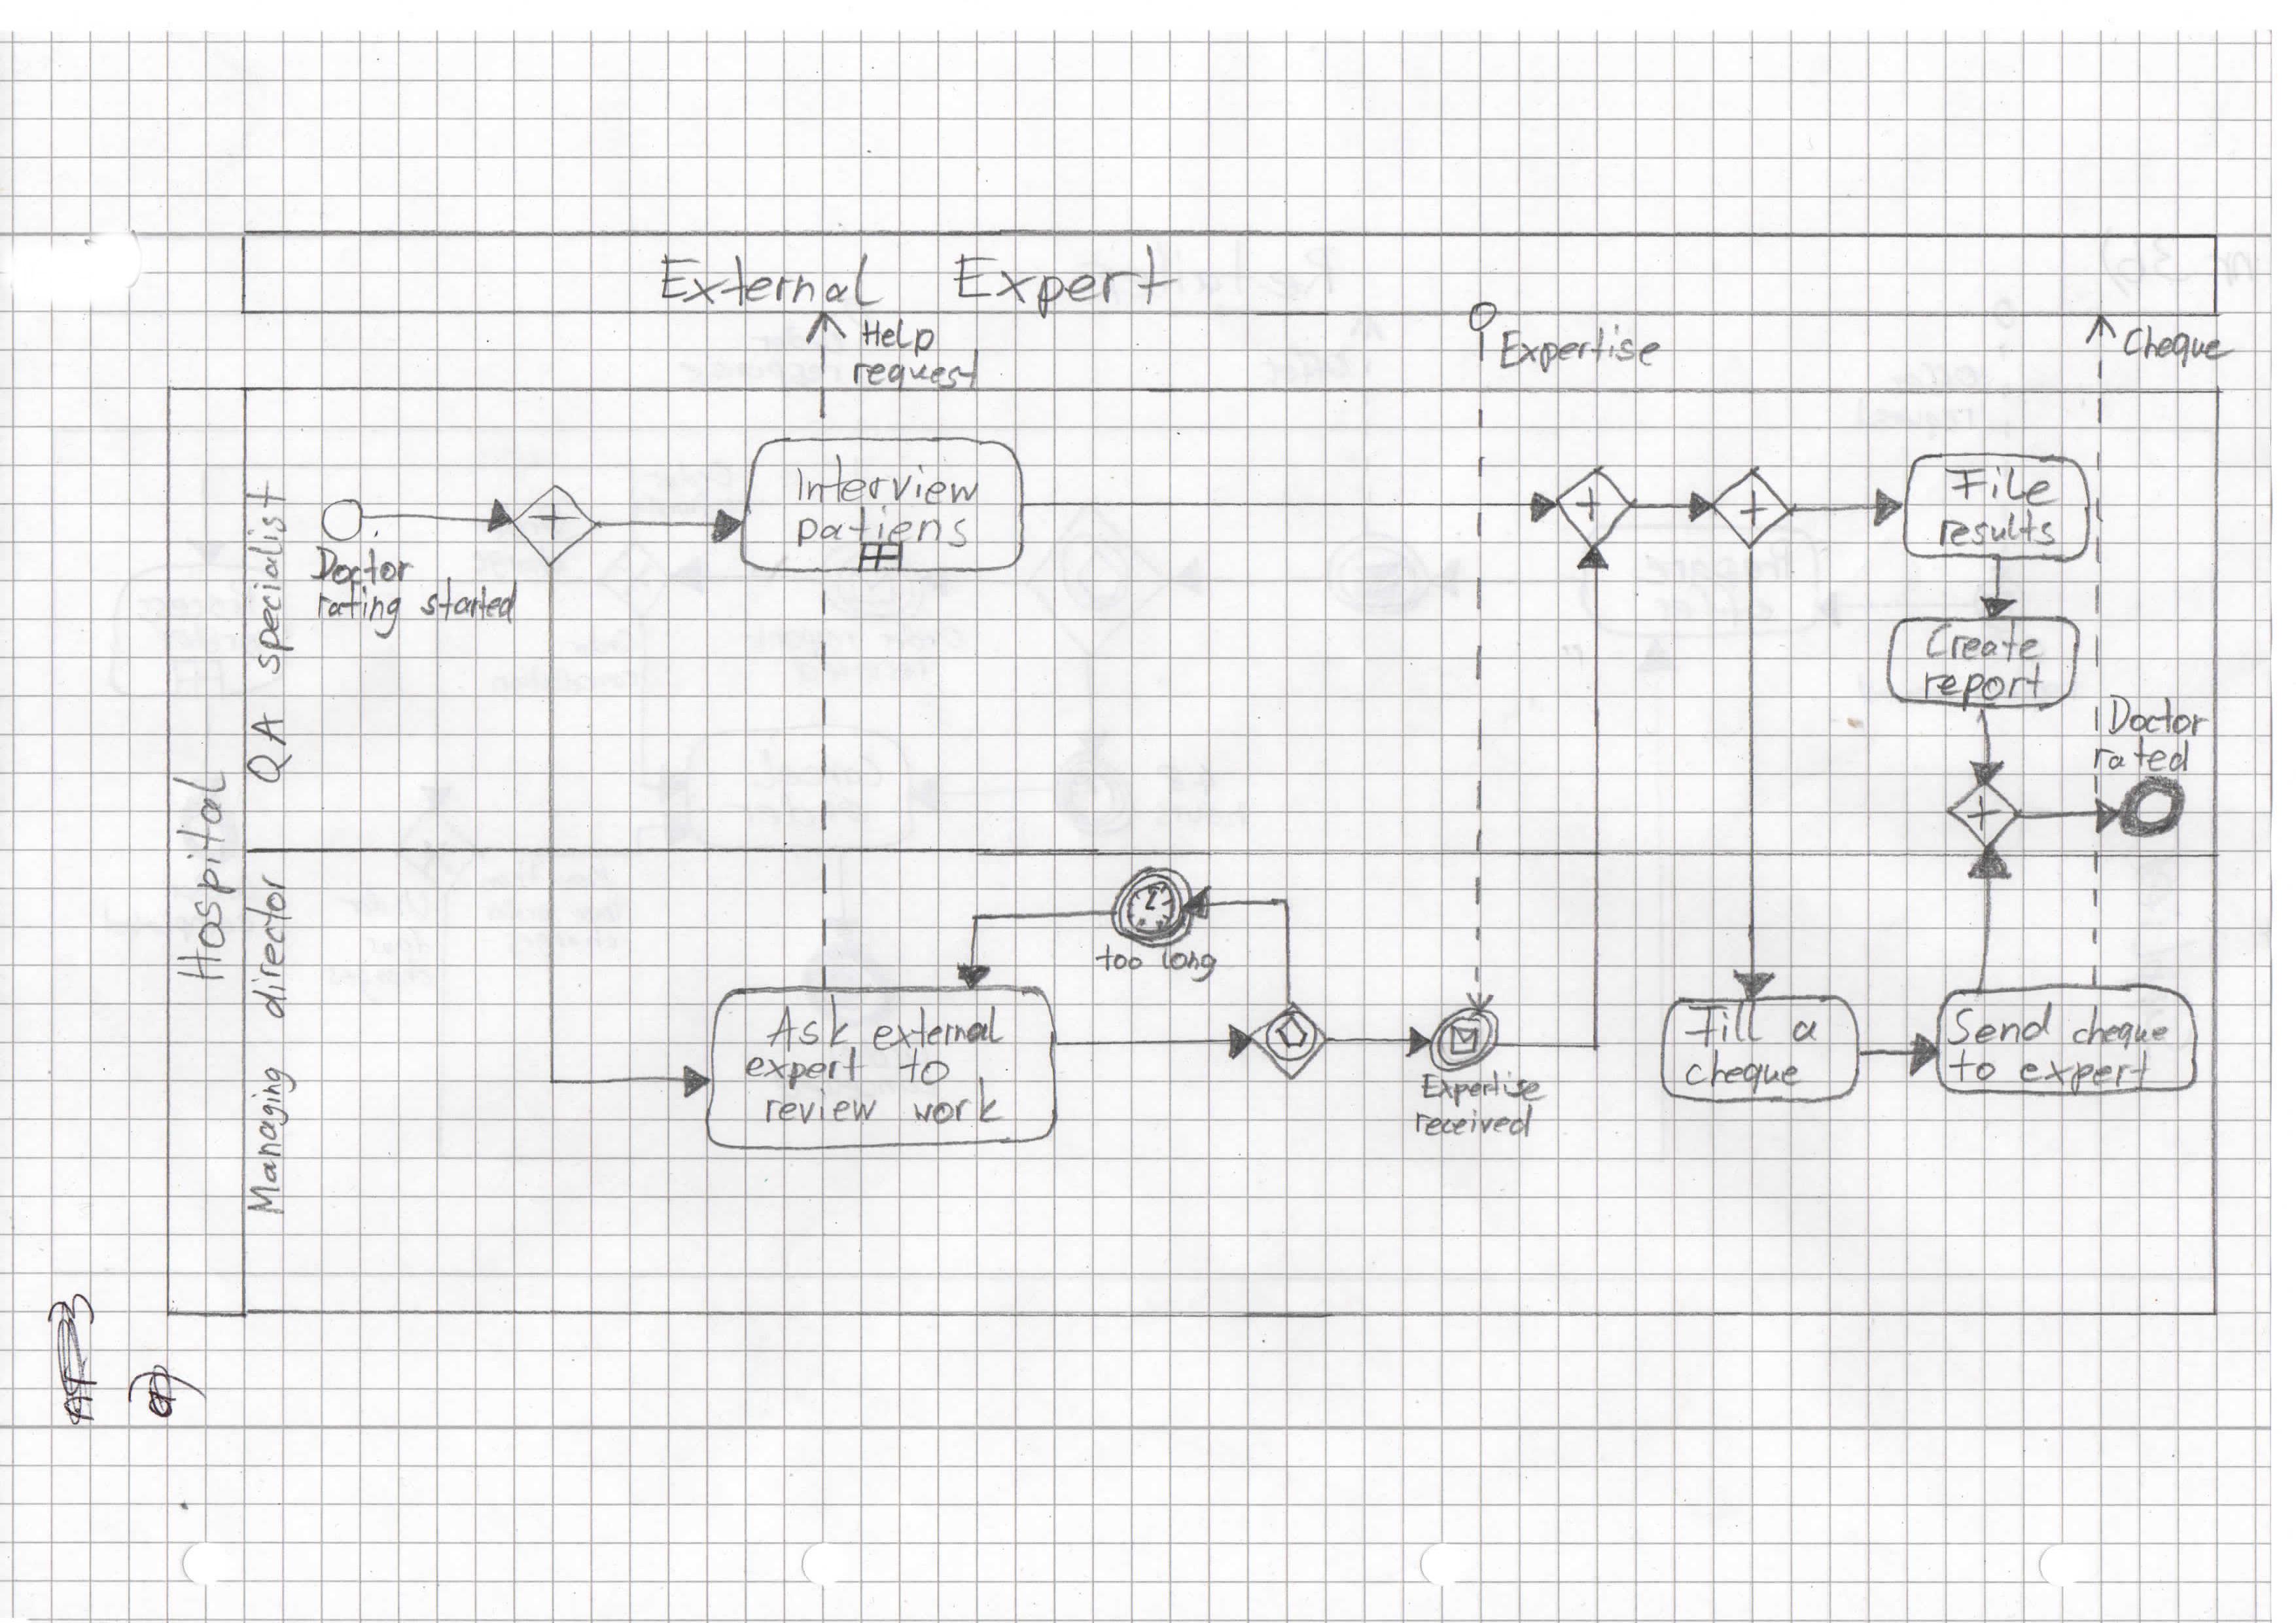 External Expert
Help
request
Expertise
Cheque
Hospital
QA specialist
Managing director
Doctor
rating started
Interview
patiens
File
results
Create
report
Doctor
rated
too long
Ask external
expert to
review work
Expertise
received
Fill a
cheque
Send cheque
to expert